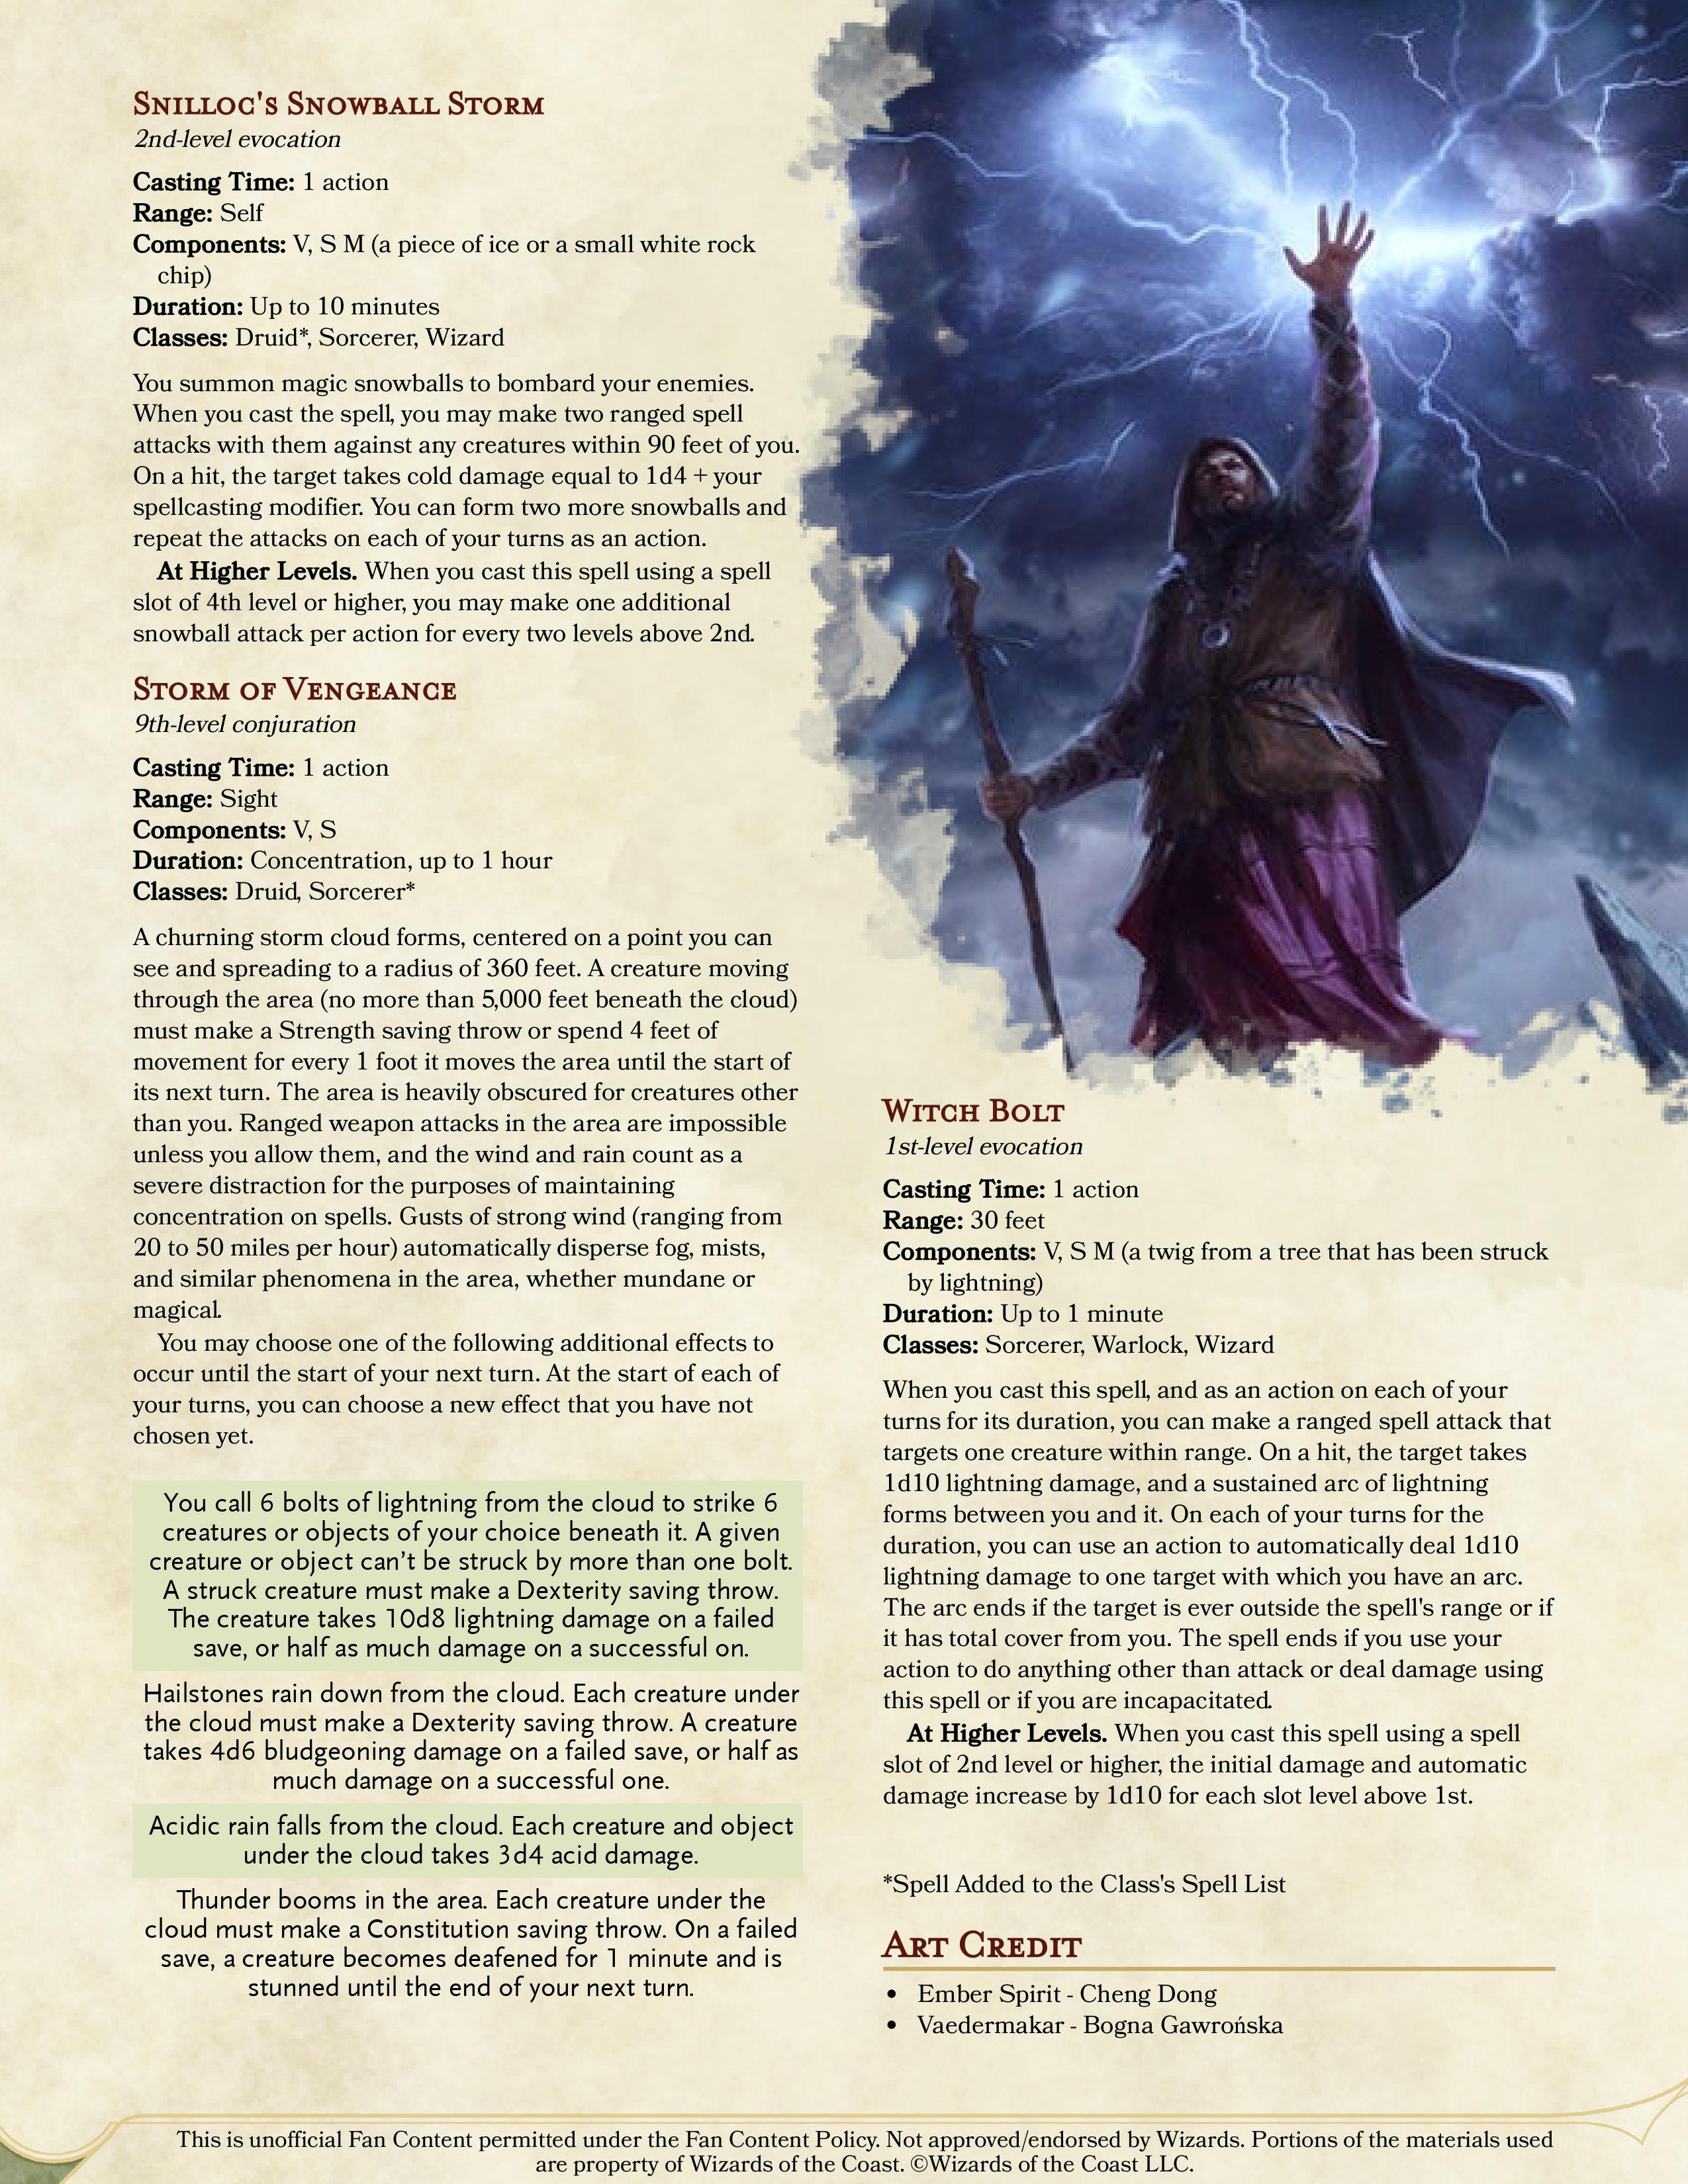 Snilloc's Snowball Storm
2nd-level evocation
Casting Time: 1 action
Range: Self
Components: V, S M (a piece of ice or a small white rock
chip)
Duration: Up to 10 minutes
Classes: Druid*, Sorcerer, Wizard
You summon magic snowballs to bombard your enemies.
When you cast the spell, you may make two ranged spell
attacks with them against any creatures within 90 feet of you.
On a hit, the target takes cold damage equal to 1d4 + your
spellcasting modifier. You can form two more snowballs and
repeat the attacks on each of your turns as an action.
At Higher Levels. When you cast this spell using a spell
slot of 4th level or higher, you may make one additional
snowball attack per action for every two levels above 2nd.
Storm of Vengeance
9th-level conjuration
Casting Time: 1 action
Range: Sight
Components: V, S
Duration: Concentration, up to 1 hour
Classes: Druid, Sorcerer*
A churning storm cloud forms, centered on a point you can
see and spreading to a radius of 360 feet. A creature moving
through the area (no more than 5,000 feet beneath the cloud)
must make a Strength saving throw or spend 4 feet of
movement for every 1 foot it moves the area until the start of
its next turn. The area is heavily obscured for creatures other
than you. Ranged weapon attacks in the area are impossible
unless you allow them, and the wind and rain count as a
severe distraction for the purposes of maintaining
concentration on spells. Gusts of strong wind (ranging from
20 to 50 miles per hour) automatically disperse fog, mists,
and similar phenomena in the area, whether mundane or
magical.
You may choose one of the following additional effects to
occur until the start of your next turn. At the start of each of
your turns, you can choose a new effect that you have not
chosen yet.
You call 6 bolts of lightning from the cloud to strike 6
creatures or objects of your choice beneath it. A given
creature or object can’t be struck by more than one bolt.
A struck creature must make a Dexterity saving throw.
The creature takes 10d8 lightning damage on a failed
save, or half as much damage on a successful on.
Hailstones rain down from the cloud. Each creature under
the cloud must make a Dexterity saving throw. A creature
takes 4d6 bludgeoning damage on a failed save, or half as
much damage on a successful one.
Acidic rain falls from the cloud. Each creature and object
under the cloud takes 3d4 acid damage.
Thunder booms in the area. Each creature under the
cloud must make a Constitution saving throw. On a failed
save, a creature becomes deafened for 1 minute and is
stunned until the end of your next turn.
Witch Bolt
1st-level evocation
Casting Time: 1 action
Range: 30 feet
Components: V, S M (a twig from a tree that has been struck
by lightning)
Duration: Up to 1 minute
Classes: Sorcerer, Warlock, Wizard
When you cast this spell, and as an action on each of your
turns for its duration, you can make a ranged spell attack that
targets one creature within range. On a hit, the target takes
1d10 lightning damage, and a sustained arc of lightning
forms between you and it. On each of your turns for the
duration, you can use an action to automatically deal 1d10
lightning damage to one target with which you have an arc.
The arc ends if the target is ever outside the spell's range or if
it has total cover from you. The spell ends if you use your
action to do anything other than attack or deal damage using
this spell or if you are incapacitated.
At Higher Levels. When you cast this spell using a spell
slot of 2nd level or higher, the initial damage and automatic
damage increase by 1d10 for each slot level above 1st.
*Spell Added to the Class's Spell List
Art Credit
• Ember Spirit - Cheng Dong
• Vaedermakar - Bogna Gawrońska
This is unofficial Fan Content permitted under the Fan Content Policy. Not approved/endorsed by Wizards. Portions of the materials used
are property of Wizards of the Coast. ©Wizards of the Coast LLC.